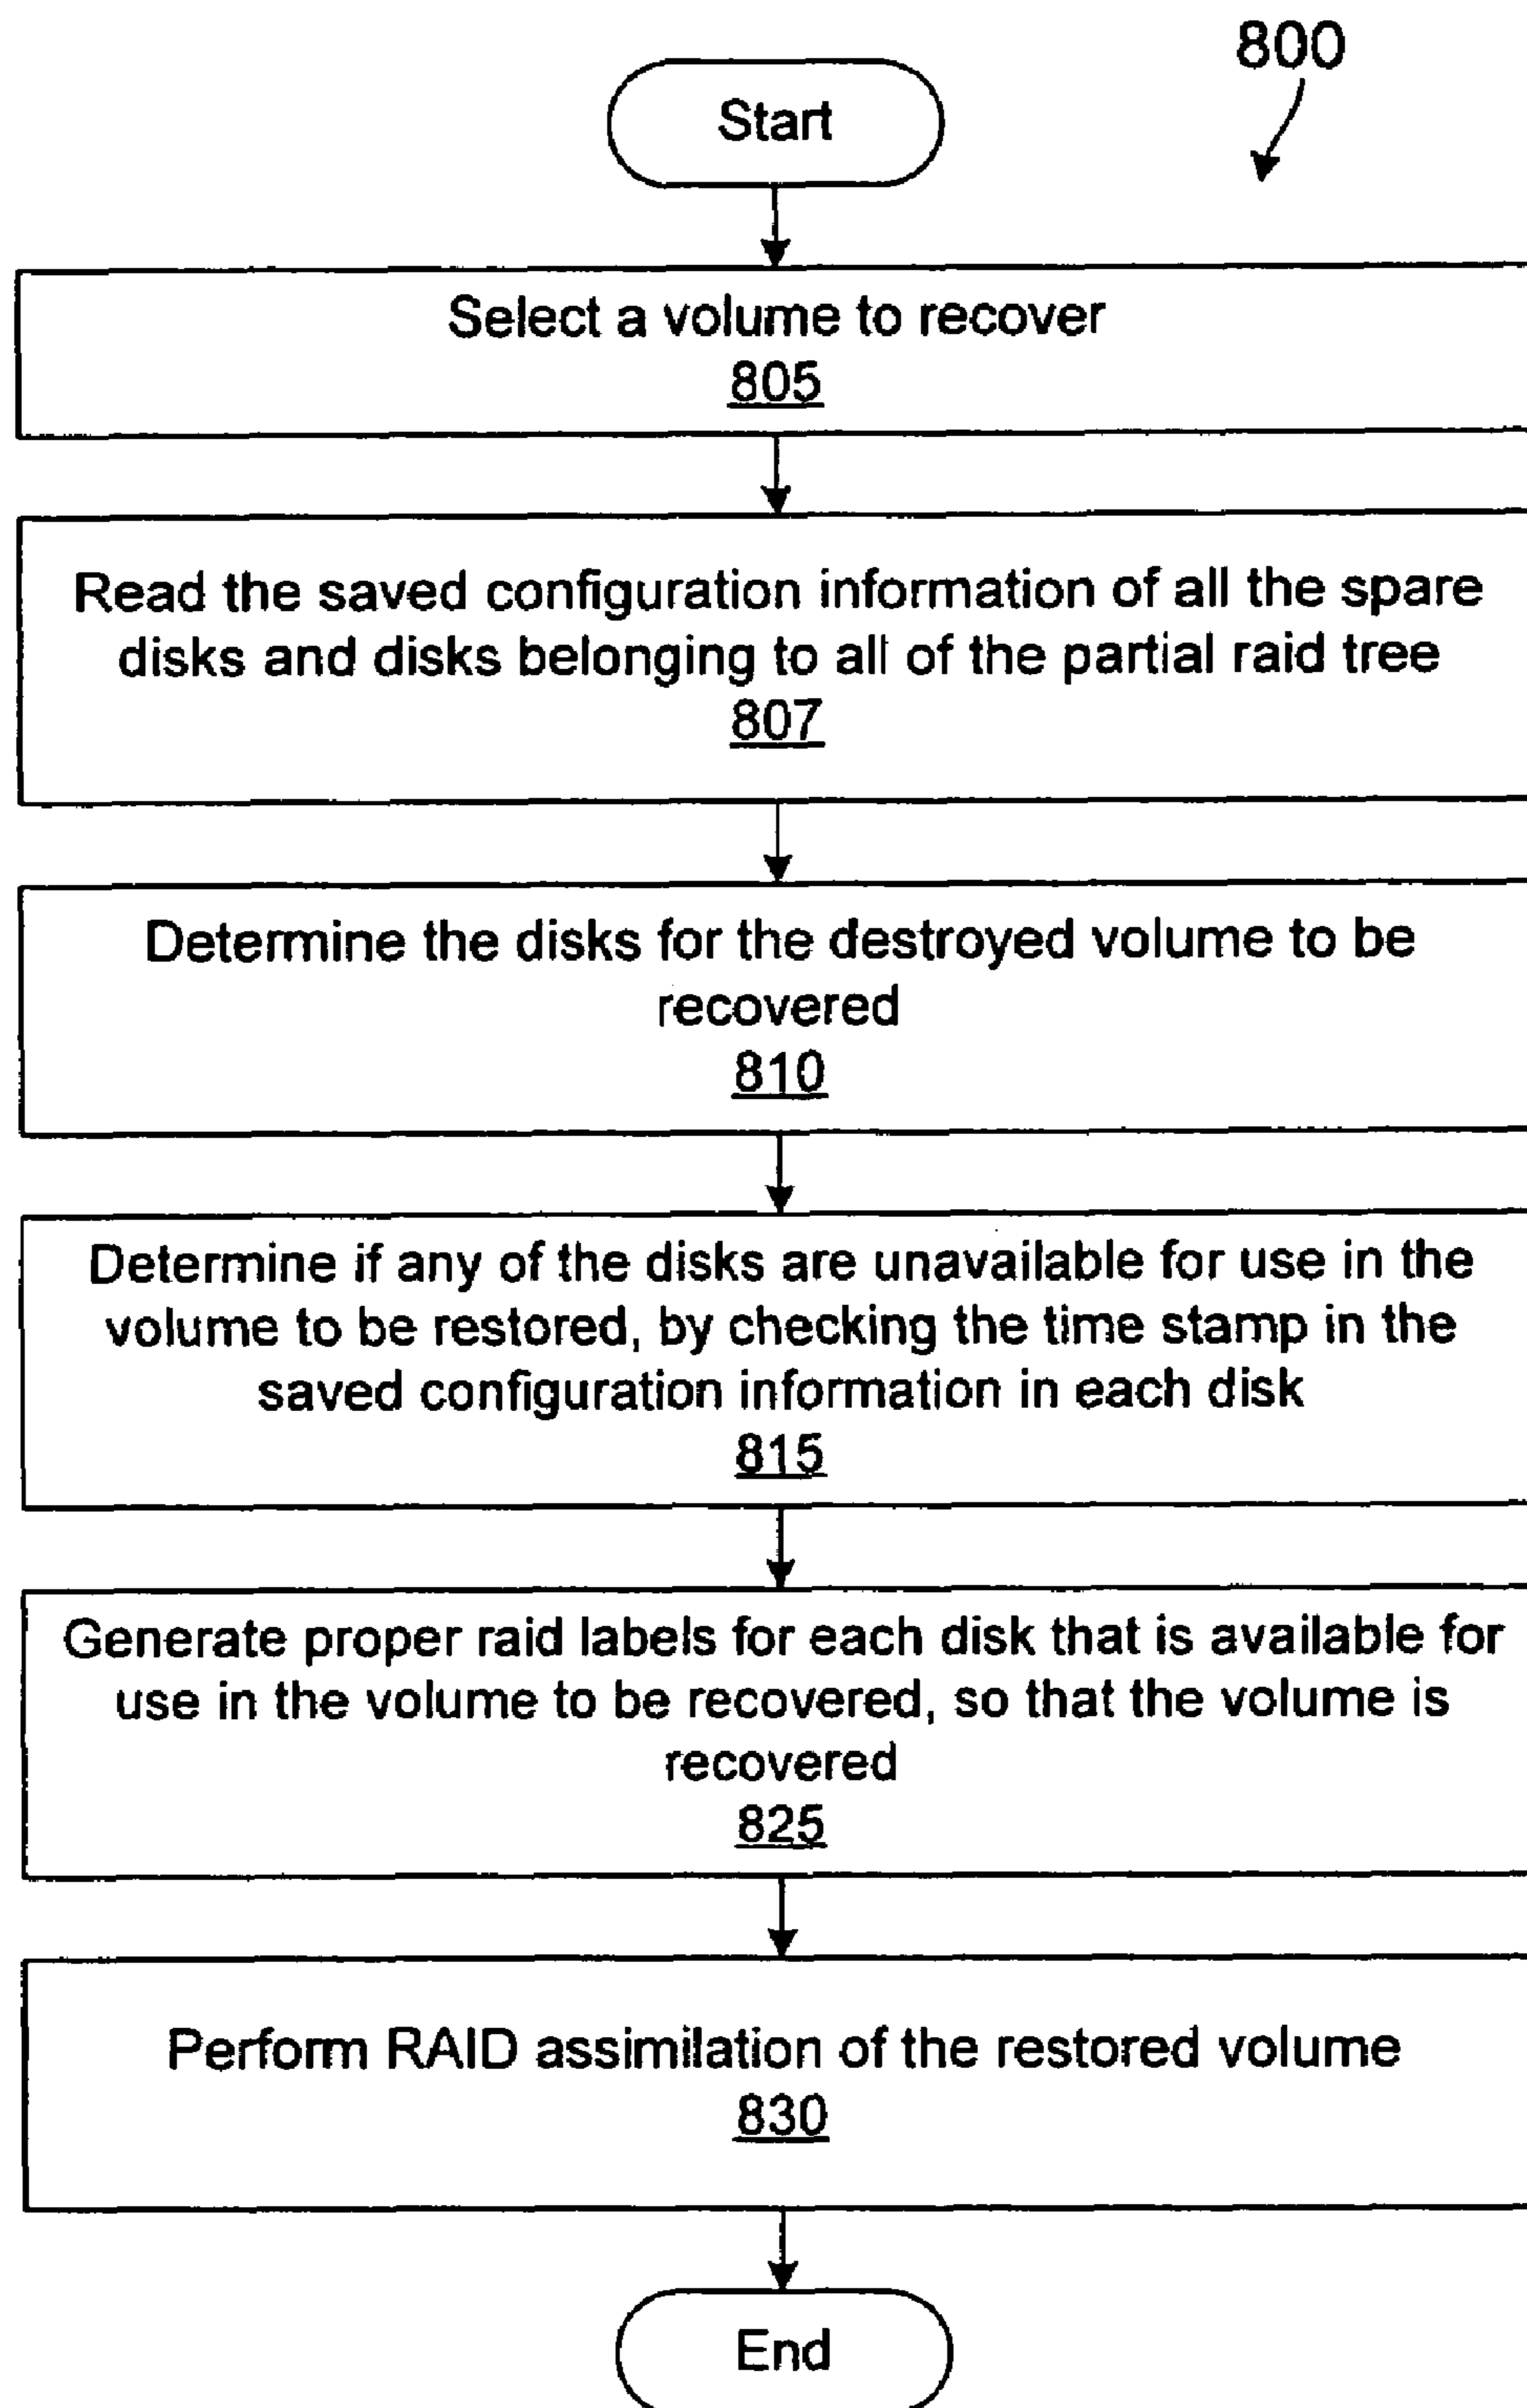 800
Start
Select a volume to recover
805
Read the saved configuration information of all the spare
disks and disks belonging to all of the partial raid tree
807
Determine the disks for the destroyed volume to be
recovered
810
Determine if any of the disks are unavailable for use in the
volume to be restored, by checking the time stamp in the
saved configuration information in each disk
815
Generate proper raid labels for each disk that is available for
use in the volume to be recovered, so that the volume is
recovered
825
Perform RAID assimilation of the restored volume
830
End